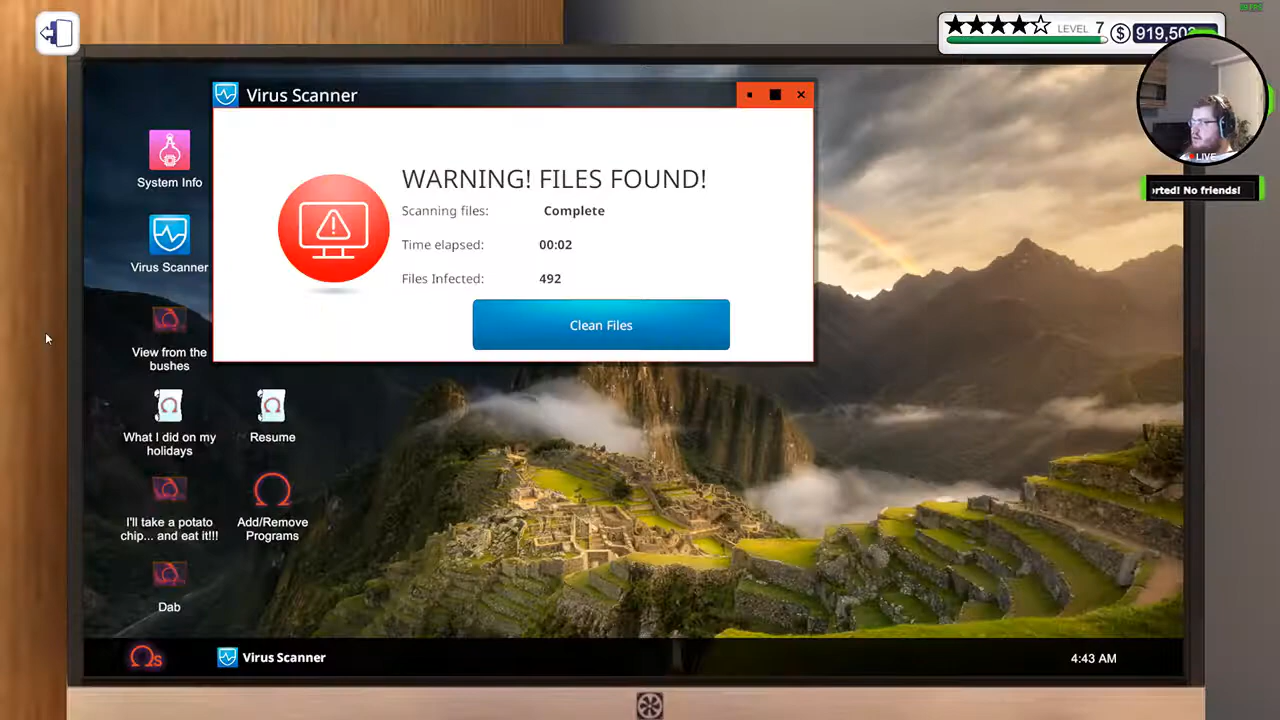 LEVEL 7
$ 919,50
LIVE
orted! No friends!
Virus Scanner
WARNING! FILES FOUND!
Scanning files: Complete
Time elapsed: 00:02
Files Infected: 492
Clean Files
System Info
Virus Scanner
View from the
bushes
What I did on my
holidays
Resume
I'll take a potato
chip... and eat it!!!
Add/Remove
Programs
Dab
Ωs
Virus Scanner
4:43 AM